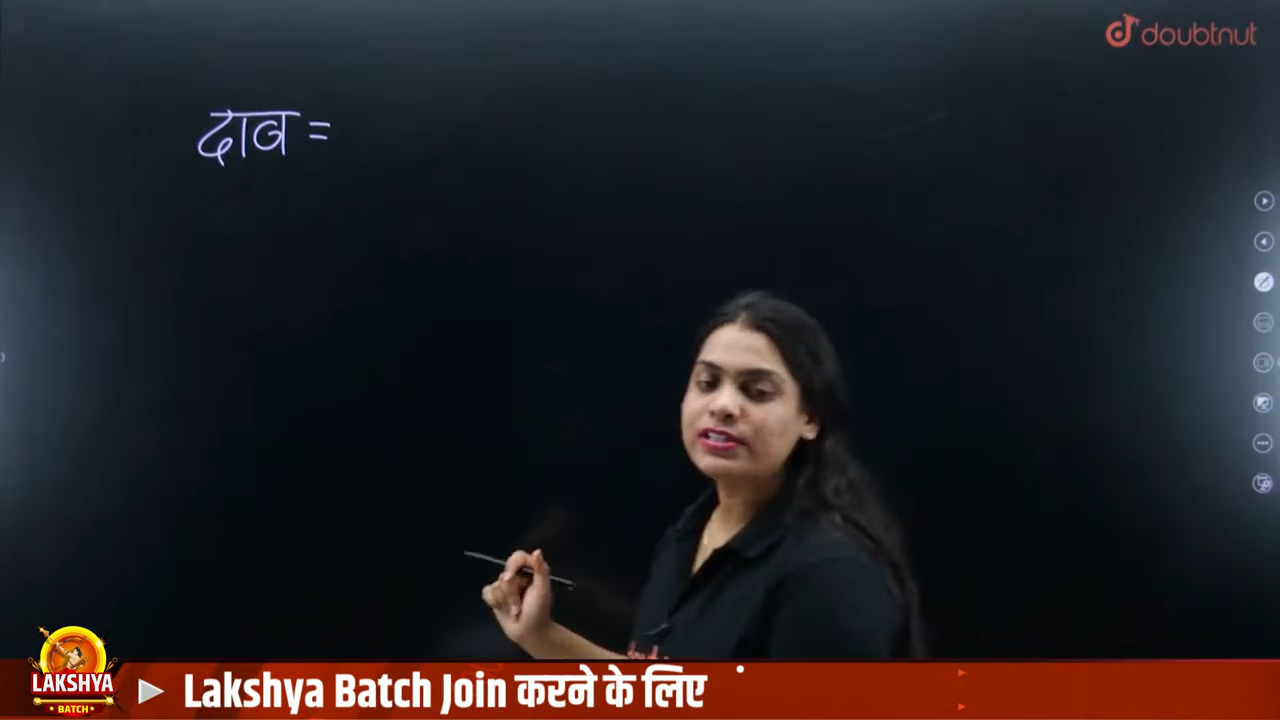 doubtnut
दाब =
LAKSHYA
BATCH
Lakshya Batch Join करने के लिए